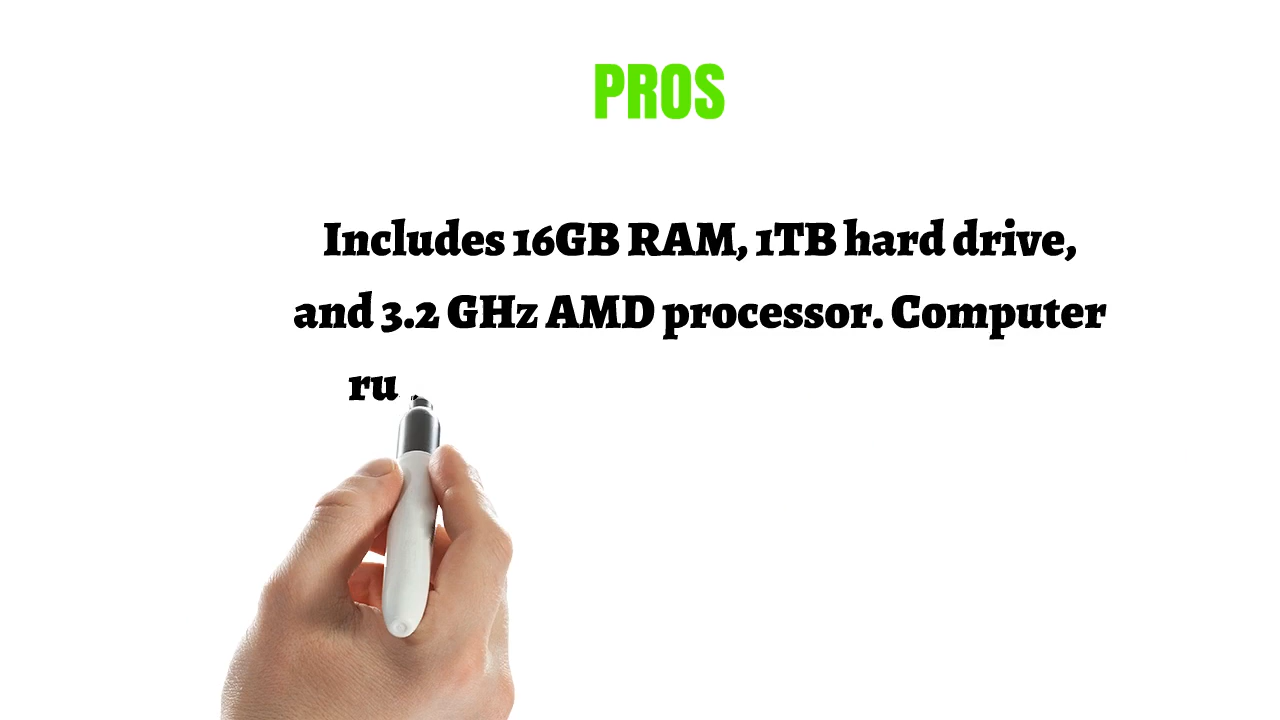 PROS
Includes 16GB RAM, 1TB hard drive,
and 3.2 GHz AMD processor. Computer
ru